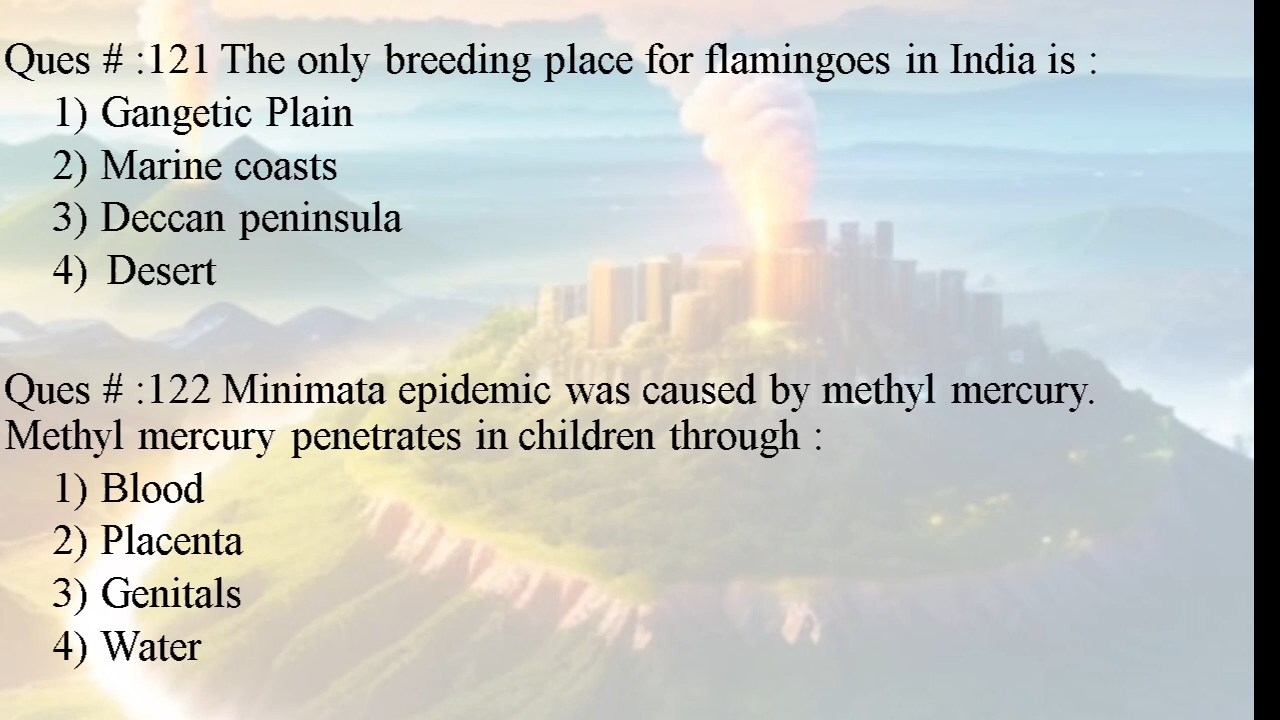 Ques # :121 The only breeding place for flamingoes in India is :
1) Gangetic Plain
2) Marine coasts
3) Deccan peninsula
4) Desert
Ques # :122 Minimata epidemic was caused by methyl mercury.
Methyl mercury penetrates in children through :
1) Blood
2) Placenta
3) Genitals
4) Water